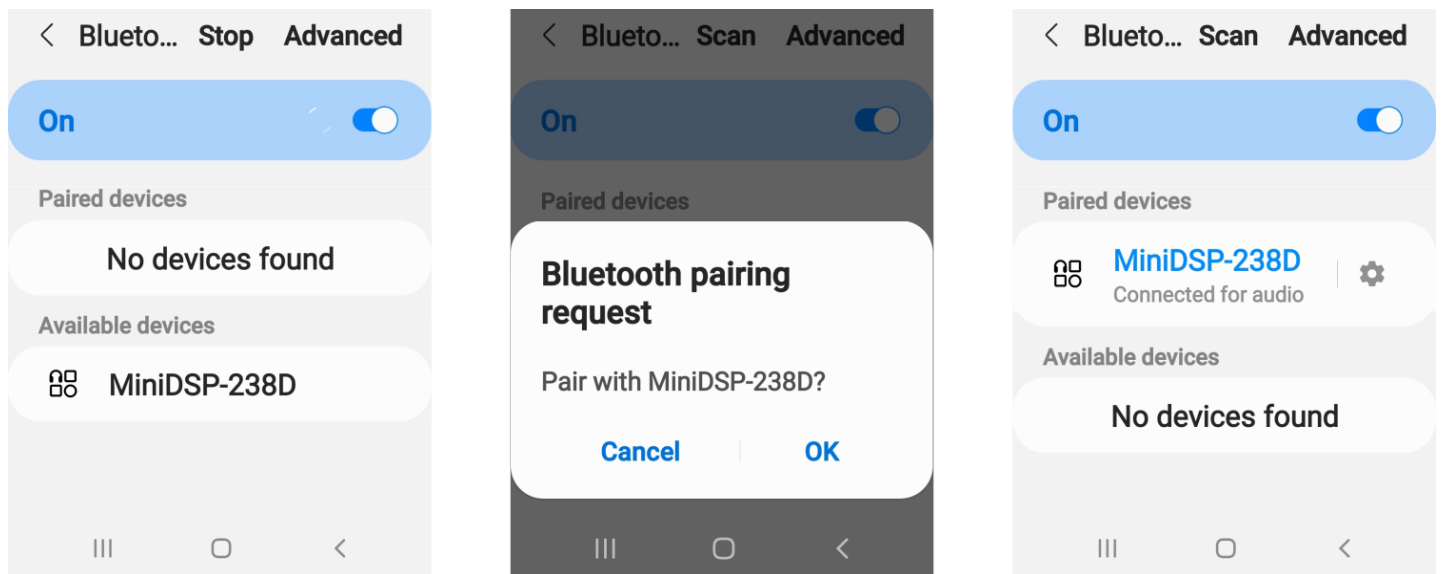 Blueto... Stop Advanced
On
Paired devices
No devices found
Available devices
MiniDSP-238D
Blueto... Scan Advanced
On
Paired devices
Bluetooth pairing
request
Pair with MiniDSP-238D?
Cancel OK
Blueto... Scan Advanced
On
Paired devices
MiniDSP-238D
Connected for audio
Available devices
No devices found